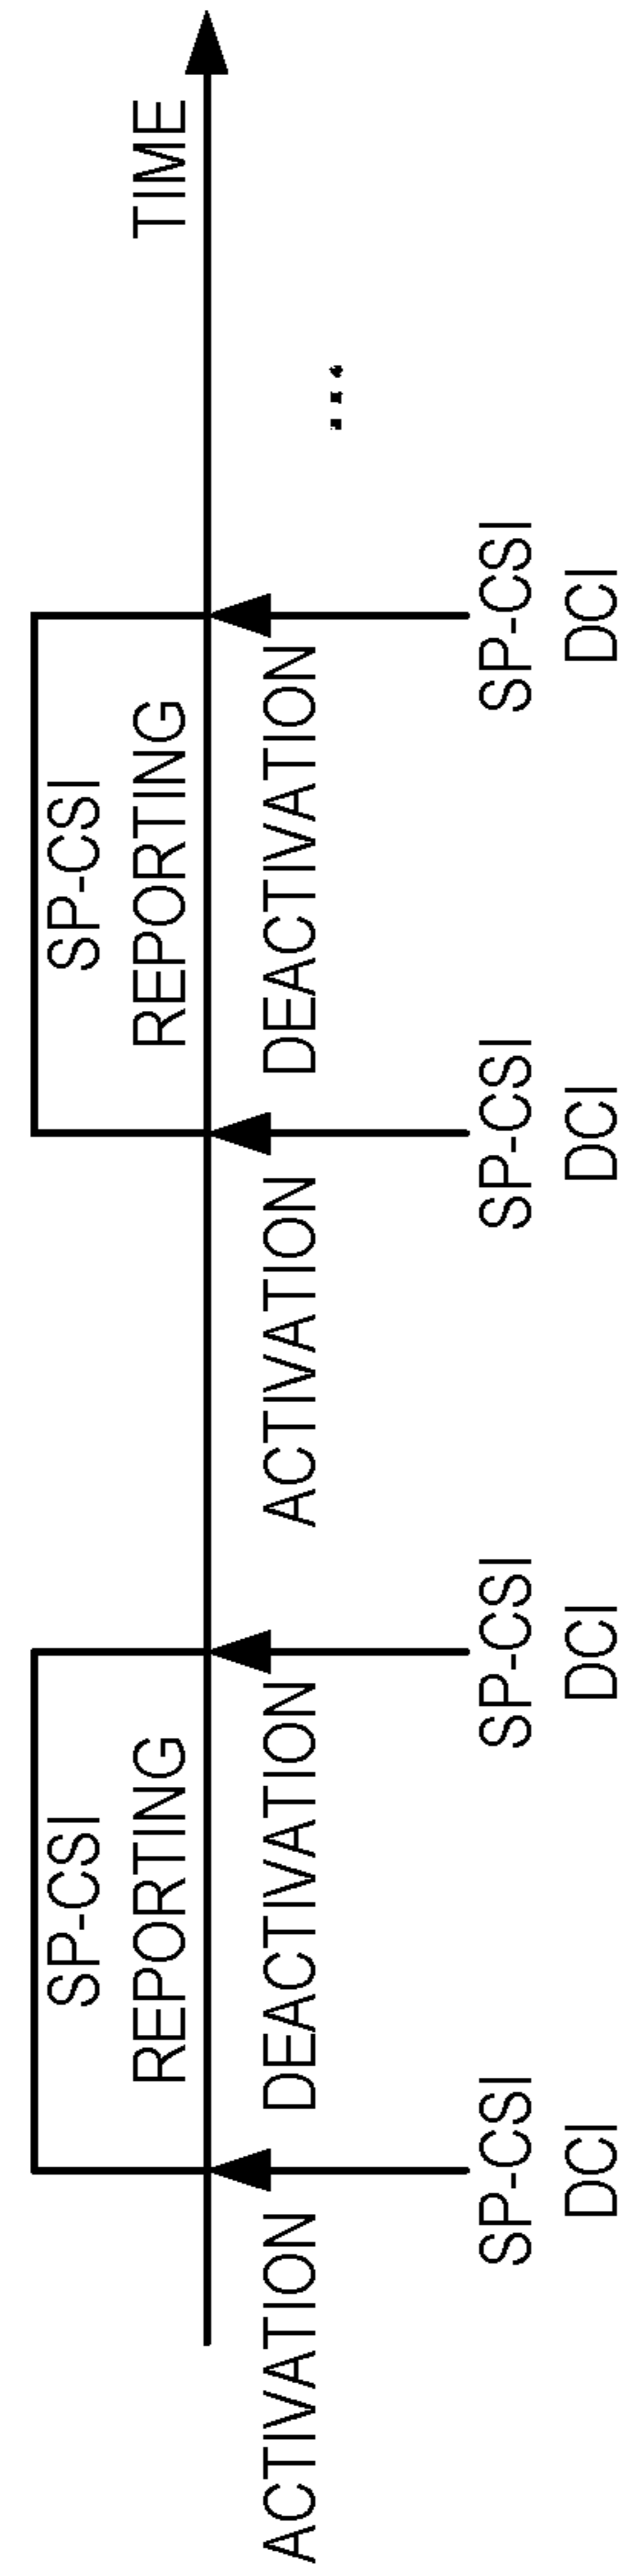 SP-CSI
REPORTING
SP-CSI
REPORTING
TIME
ACTIVATION
DEACTIVATION
ACTIVATION
DEACTIVATION
...
SP-CSI
DCI
SP-CSI
DCI
SP-CSI
DCI
SP-CSI
DCI